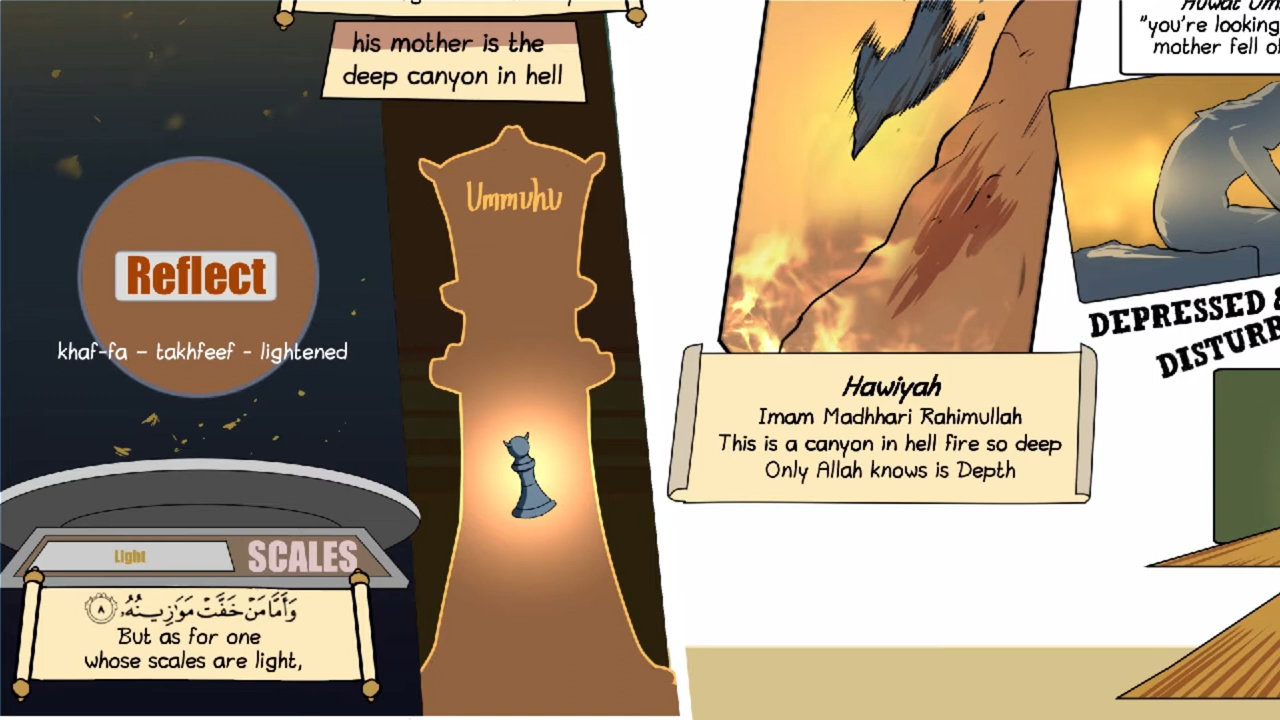 his mother is the
deep canyon in hell
Ummuhu
Reflect
khaf-fa – takhfeef - lightened
Light
SCALES
وَأَمَّا مَنْ خَفَّتْ مَوَٰزِينُهُۥ ٨
But as for one
whose scales are light,
Hawiyah
Imam Madhhari Rahimullah
This is a canyon in hell fire so deep
Only Allah knows is Depth
"you're looking
mother fell
DEPRESSED &